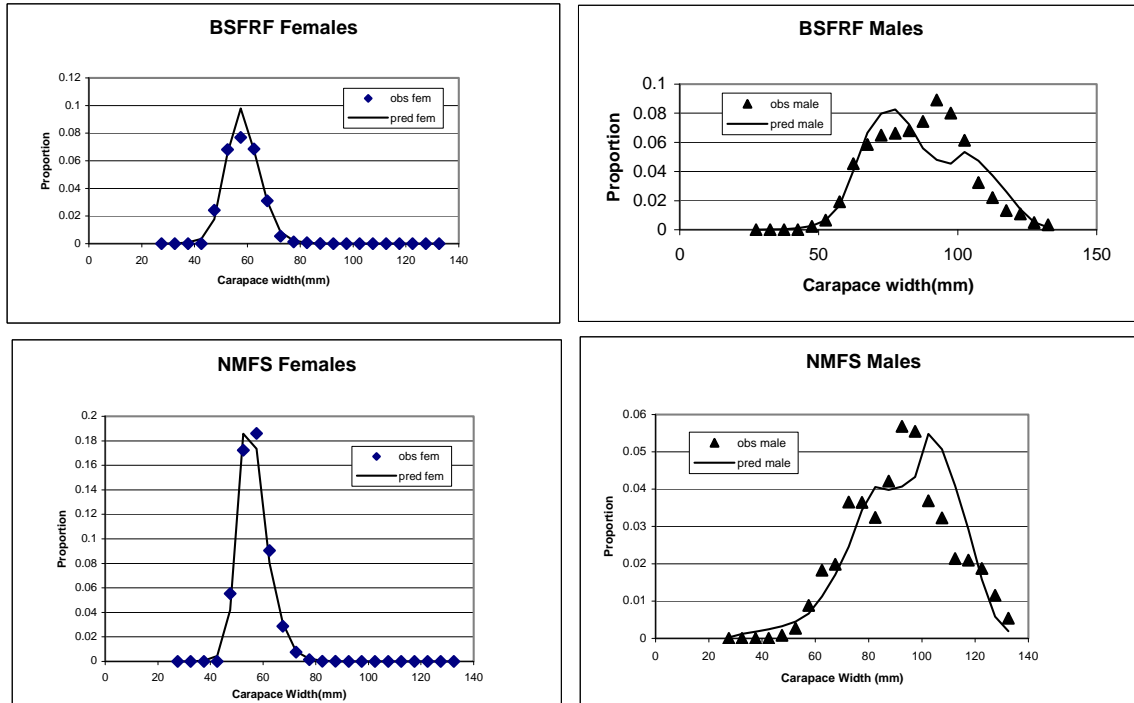 BSFRF Females
0.12
0.1
0.08
0.06
0.04
0.02
0
Proportion
obs fem
pred fem
0 20 40 60 80 100 120 140
Carapace width(mm)
BSFRF Males
0.1
0.08
0.06
0.04
0.02
0
Proportion
obs male
pred male
0 50 100 150
Carapace width(mm)
NMFS Females
0.2
0.18
0.16
0.14
0.12
0.1
0.08
0.06
0.04
0.02
0
Proportion
obs fem
pred fem
0 20 40 60 80 100 120 140
Carapace Width(mm)
NMFS Males
0.06
0.05
0.04
0.03
0.02
0.01
0
Proportion
obs male
pred male
0 20 40 60 80 100 120 140
Carapace Width (mm)